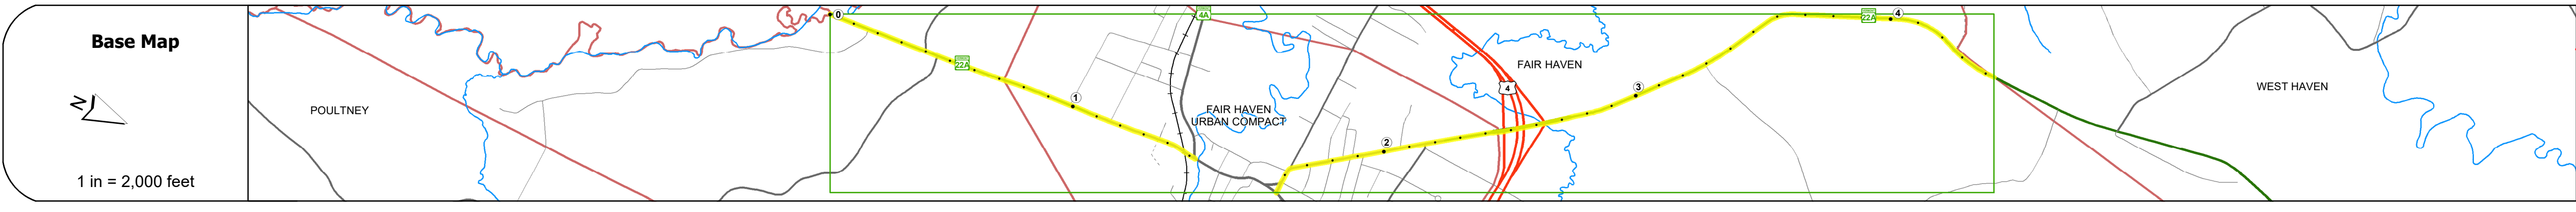 Base Map
N
1 in = 2,000 feet
POULTNEY
0
22A
1
4A
FAIR HAVEN
URBAN COMPACT
2
4
FAIR HAVEN
3
22A
4
WEST HAVEN